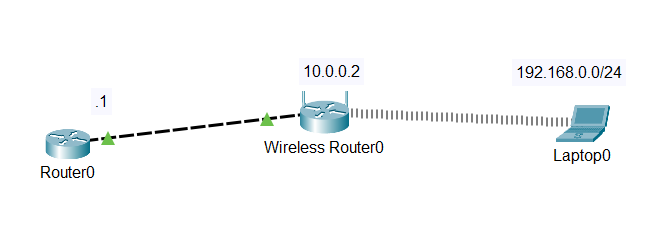 10.0.0.2
192.168.0.0/24
.1
Wireless Router0
Laptop0
Router0